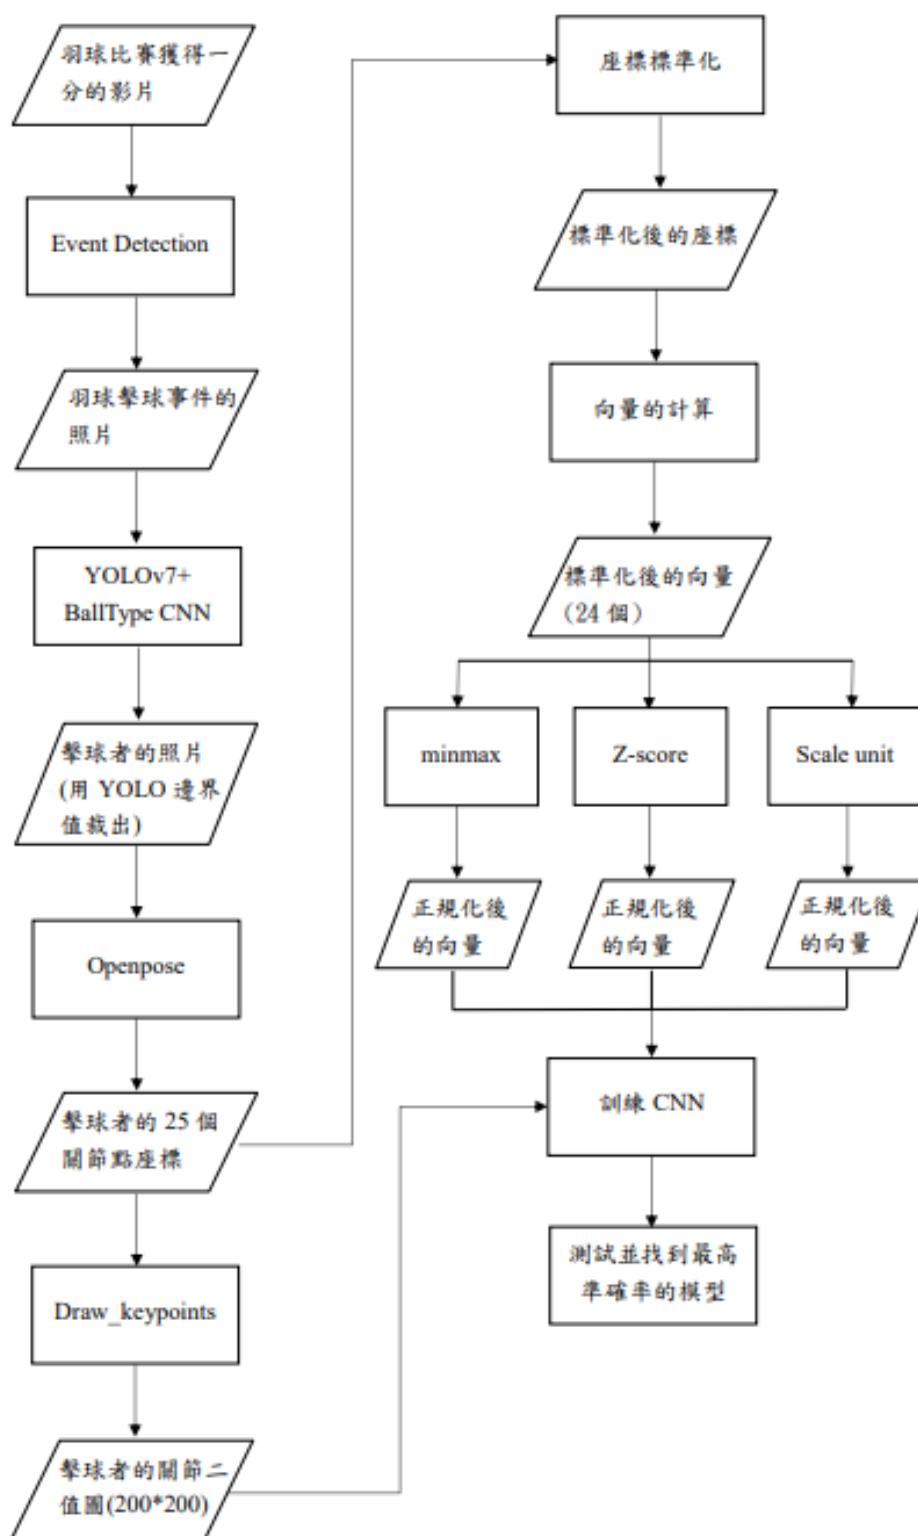 羽球比賽獲得一
分的影片
Event Detection
羽球擊球事件的
照片
YOLOv7+
BallType CNN
擊球者的照片
(用 YOLO 邊界
值裁出)
Openpose
擊球者的 25 個
關節點座標
Draw_keypoints
擊球者的關節二
值圖(200*200)
座標標準化
標準化後的座標
向量的計算
標準化後的向量
（24 個）
minmax
Z-score
Scale unit
正規化後
的向量
正規化後
的向量
正規化後
的向量
訓練 CNN
測試並找到最高
準確率的模型